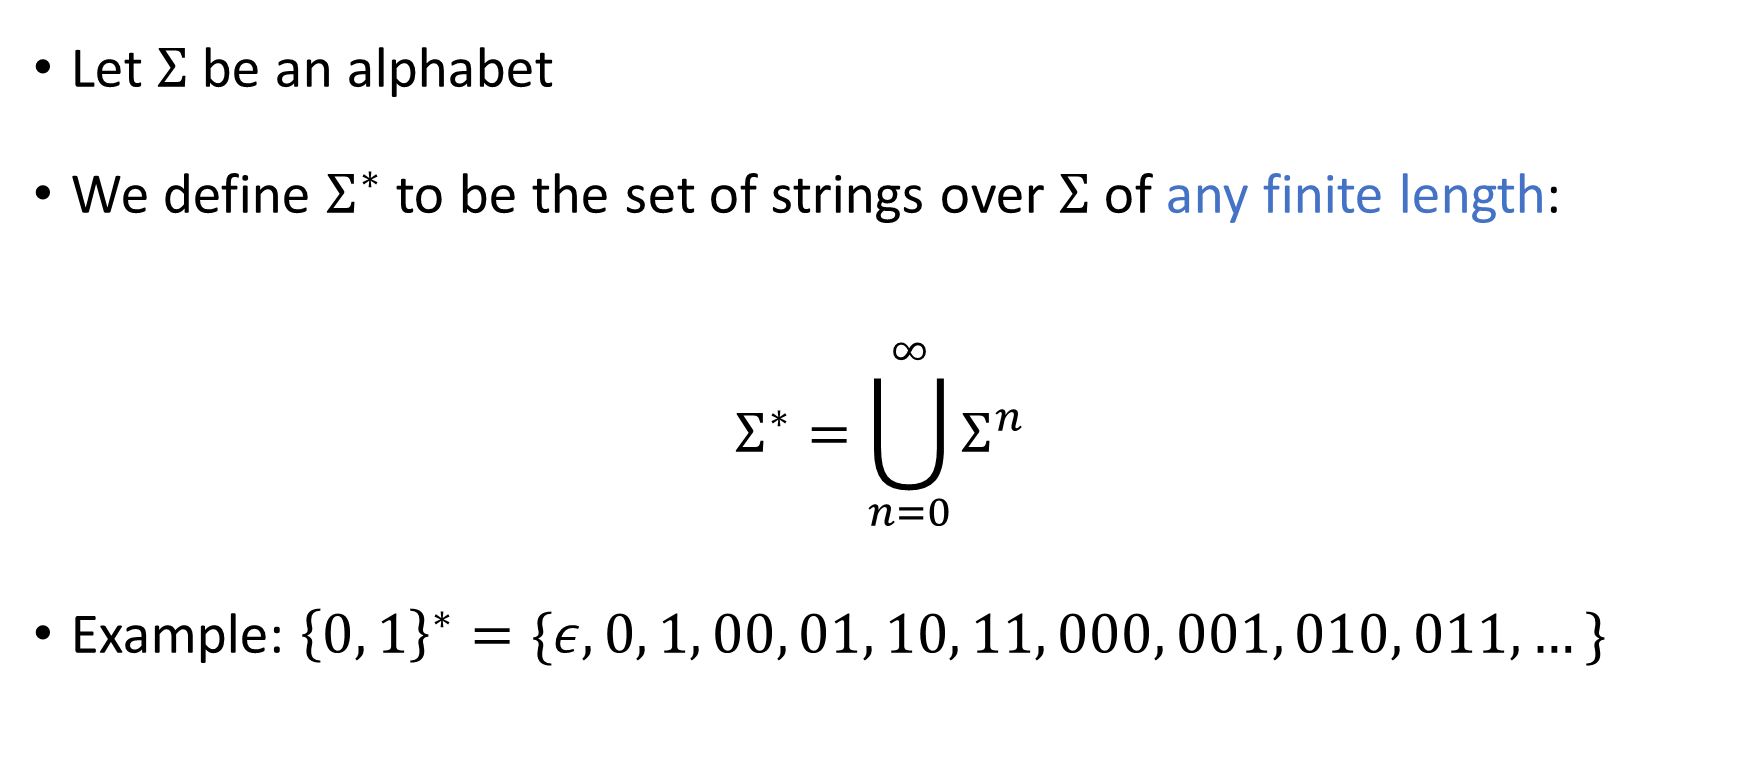 • Let Σ be an alphabet
• We define Σ* to be the set of strings over Σ of any finite length:
∞
Σ* = ⋃ Σⁿ
n=0
• Example: {0, 1}* = {ϵ, 0, 1, 00, 01, 10, 11, 000, 001, 010, 011, … }